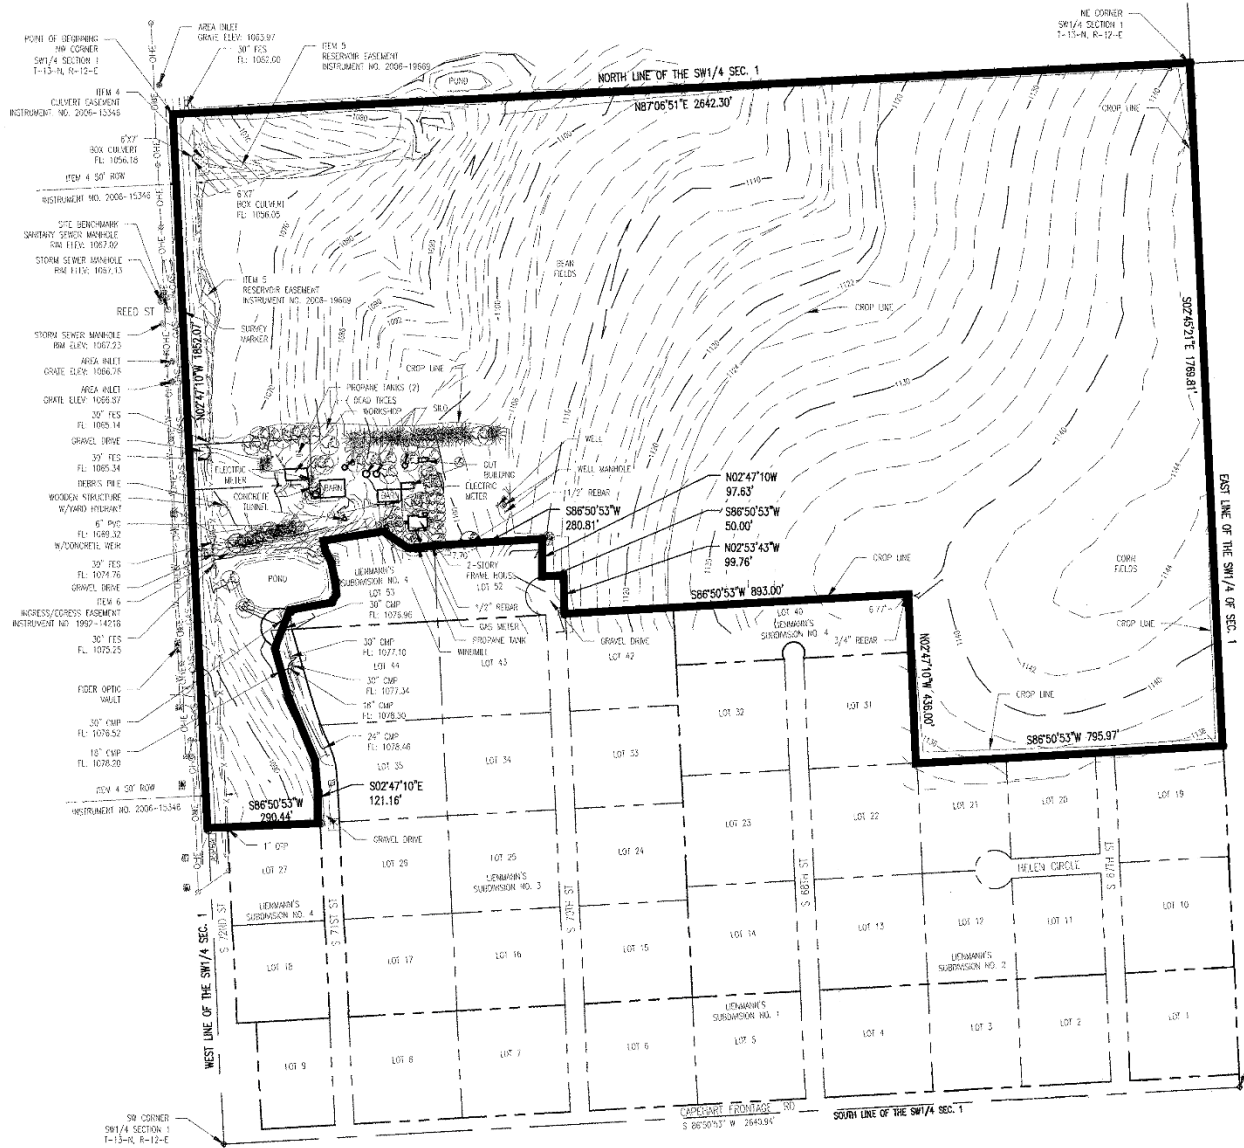 POINT OF BEGINNING
NW CORNER
SW1/4 SECTION 1
T-13-N, R-12-E
AREA INLET
GRATE ELEV: 1063.97
30" FES
FL: 1062.00
ITEM 5
RESERVOIR EASEMENT
INSTRUMENT NO. 2008-19669
POND
NORTH LINE OF THE SW1/4 SEC. 1
N87°06'51"E 2642.30'
NE CORNER
SW1/4 SECTION 1
T-13-N, R-12-E
CROP LINE
ITEM 4
CULVERT EASEMENT
INSTRUMENT NO. 2006-15346
6'X7'
BOX CULVERT
FL: 1056.18
ITEM 4 50' ROW
INSTRUMENT NO. 2006-15346
6'X7'
BOX CULVERT
FL: 1056.05
SITE BENCHMARK
SANITARY SEWER MANHOLE
RIM ELEV: 1067.02
STORM SEWER MANHOLE
RIM ELEV: 1067.13
ITEM 5
RESERVOIR EASEMENT
INSTRUMENT NO. 2008-19669
REED ST
SURVEY
MARKER
BEAN
FIELDS
CROP LINE
STORM SEWER MANHOLE
RIM ELEV: 1067.23
AREA INLET
GRATE ELEV: 1066.76
AREA INLET
GRATE ELEV: 1066.87
N02°47'10"W 1852.07'
S02°45'21"E 1769.81'
CROP LINE
PROPANE TANKS (2)
DEAD TREES
WORKSHOP
SILO
30" FES
FL: 1065.14
GRAVEL DRIVE
30" FES
FL: 1065.34
DEBRIS PILE
WOODEN STRUCTURE
W/YARD HYDRANT
6" PVC
FL: 1069.32
W/CONCRETE WEIR
30" FES
FL: 1074.76
GRAVEL DRIVE
ITEM 6
INGRESS/EGRESS EASEMENT
INSTRUMENT NO. 1992-14218
30" FES
FL: 1075.25
FIBER OPTIC
VAULT
30" CMP
FL: 1076.52
18" CMP
FL: 1078.20
ITEM 4 50' ROW
INSTRUMENT NO. 2006-15346
ELECTRIC
METER
CONCRETE
TUNNEL
BARN
BARN
OUT
BUILDING
ELECTRIC
METER
WELL
WELL MANHOLE
1/2" REBAR
S86°50'53"W
280.81'
N02°47'10"W
97.63'
S86°50'53"W
50.00'
N02°53'43"W
99.76'
POND
LIENMANN'S
SUBDIVISION NO. 4
LOT 53
2-STORY
FRAME HOUSE
LOT 52
30" CMP
FL: 1076.96
1/2" REBAR
GAS METER
PROPANE TANK
WINDMILL
GRAVEL DRIVE
S86°50'53"W 893.00'
CROP LINE
CORN
FIELDS
CROP LINE
EAST LINE OF THE SW1/4 OF SEC. 1
LOT 40
LIENMANN'S
SUBDIVISION NO. 4
3/4" REBAR
N02°47'10"W 436.00'
CROP LINE
S86°50'53"W 795.97'
30" CMP
FL: 1077.10
LOT 44
30" CMP
FL: 1077.34
18" CMP
FL: 1078.30
24" CMP
FL: 1078.46
LOT 43
LOT 42
LOT 35
LOT 34
LOT 33
LOT 32
LOT 31
S02°47'10"E
121.16'
S86°50'53"W
290.44'
GRAVEL DRIVE
LOT 27
LOT 26
LOT 25
LIENMANN'S
SUBDIVISION NO. 3
LOT 24
LOT 23
LOT 22
LOT 21
LOT 20
LOT 19
HELEN CIRCLE
LIENMANN'S
SUBDIVISION NO. 4
LOT 18
LOT 17
LOT 16
LOT 15
LOT 14
LOT 13
LOT 12
LOT 11
LOT 10
LIENMANN'S
SUBDIVISION NO. 2
LIENMANN'S
SUBDIVISION NO. 1
S 72ND ST
S 71ST ST
S 70TH ST
S 69TH ST
S 67TH ST
LOT 9
LOT 8
LOT 7
LOT 6
LOT 5
LOT 4
LOT 3
LOT 2
LOT 1
WEST LINE OF THE SW1/4 SEC. 1
CAPEHART FRONTAGE RD
S 86°50'53" W 2640.94'
SOUTH LINE OF THE SW1/4 SEC. 1
SW CORNER
SW1/4 SECTION 1
T-13-N, R-12-E